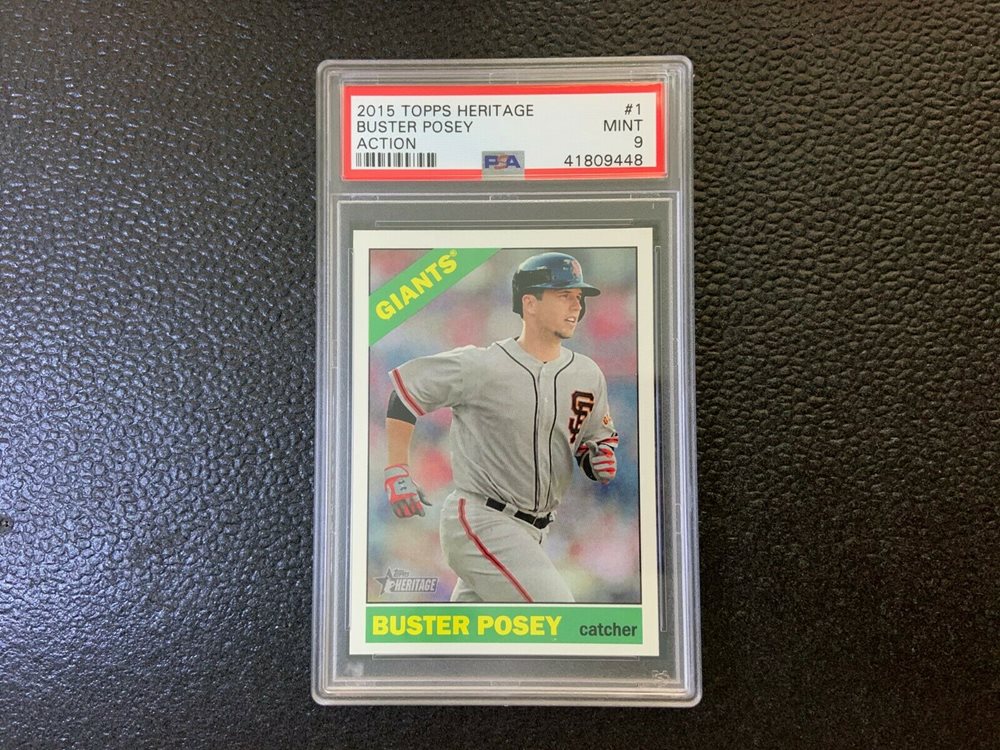 2015 TOPPS HERITAGE #1
BUSTER POSEY MINT
ACTION 9
PSA 41809448
GIANTS
SF
Topps
HERITAGE
BUSTER POSEY catcher